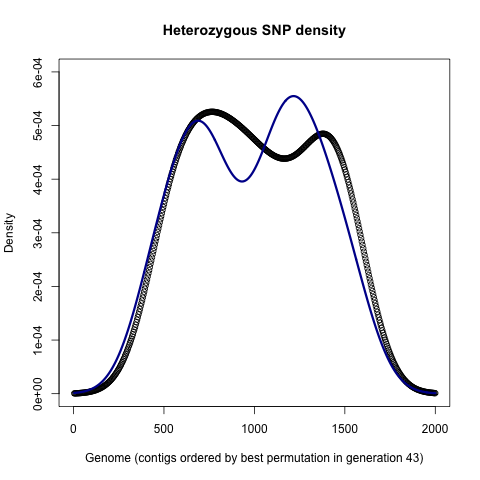 Heterozygous SNP density
Density
6e-04
5e-04
4e-04
3e-04
2e-04
1e-04
0e+00
0 500 1000 1500 2000
Genome (contigs ordered by best permutation in generation 43)